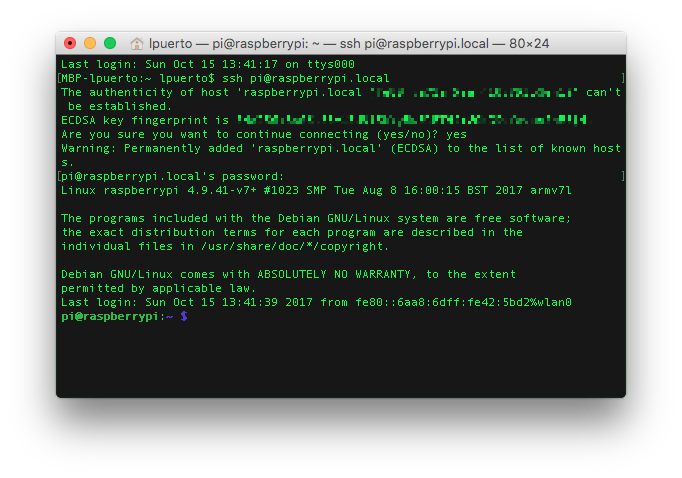 lpuerto — pi@raspberrypi: ~ — ssh pi@raspberrypi.local — 80×24
Last login: Sun Oct 15 13:41:17 on ttys000
[MBP-lpuerto:~ lpuerto$ ssh pi@raspberrypi.local ]
The authenticity of host 'raspberrypi.local can't
be established.
ECDSA key fingerprint is
Are you sure you want to continue connecting (yes/no)? yes
Warning: Permanently added 'raspberrypi.local' (ECDSA) to the list of known host
s.
[pi@raspberrypi.local's password: ]
Linux raspberrypi 4.9.41-v7+ #1023 SMP Tue Aug 8 16:00:15 BST 2017 armv7l
The programs included with the Debian GNU/Linux system are free software;
the exact distribution terms for each program are described in the
individual files in /usr/share/doc/*/copyright.
Debian GNU/Linux comes with ABSOLUTELY NO WARRANTY, to the extent
permitted by applicable law.
Last login: Sun Oct 15 13:41:39 2017 from fe80::6aa8:6dff:fe42:5bd2%wlan0
pi@raspberrypi:~ $